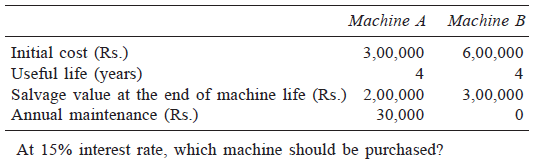 Machine A Machine B
Initial cost (Rs.) 3,00,000 6,00,000
Useful life (years) 4 4
Salvage value at the end of machine life (Rs.) 2,00,000 3,00,000
Annual maintenance (Rs.) 30,000 0
At 15% interest rate, which machine should be purchased?